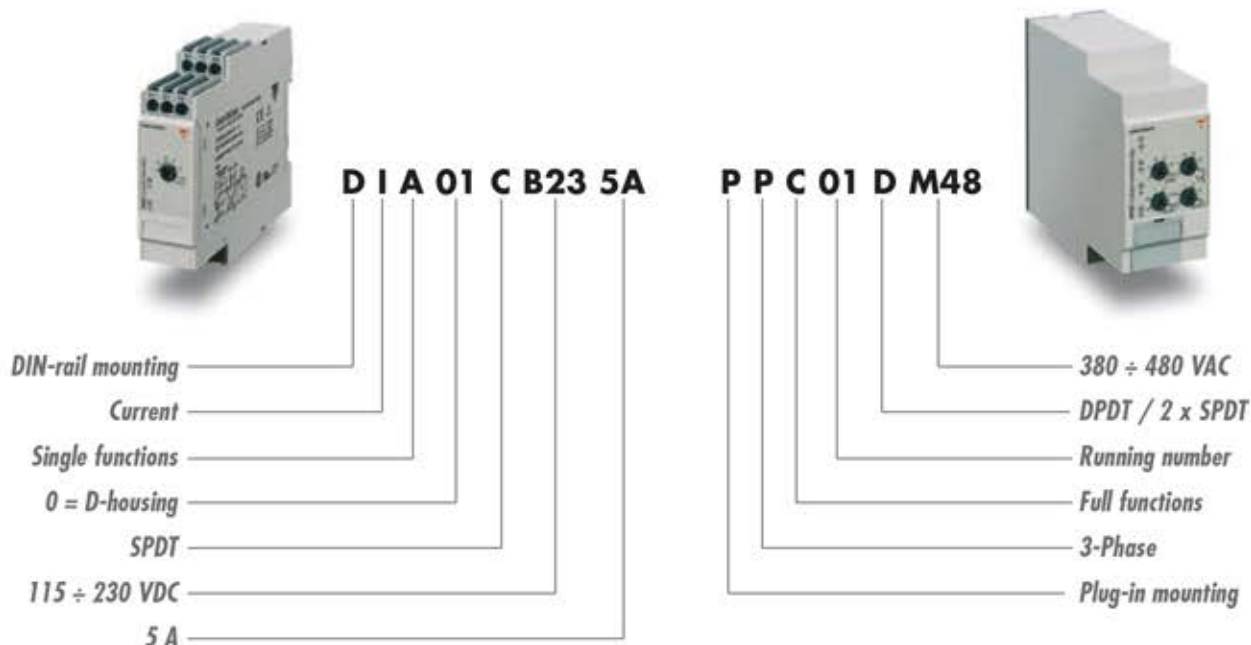 D I A 01 C B23 5A
P P C 01 D M48
DIN-rail mounting
Current
Single functions
0 = D-housing
SPDT
115 ÷ 230 VDC
5 A
380 ÷ 480 VAC
DPDT / 2 x SPDT
Running number
Full functions
3-Phase
Plug-in mounting